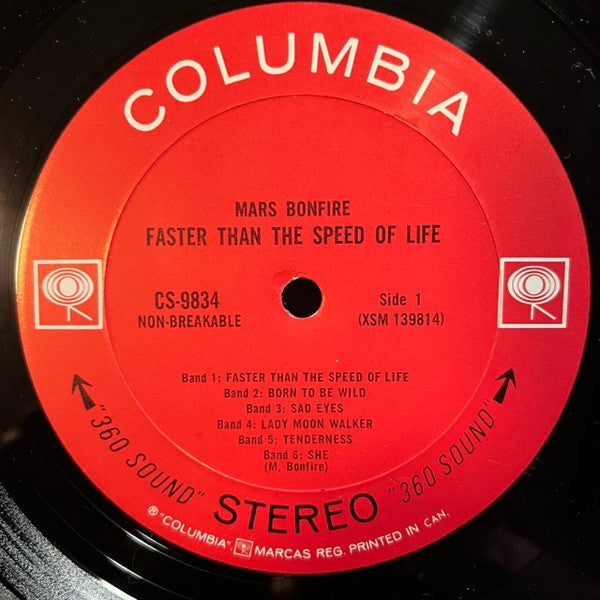 COLUMBIA
MARS BONFIRE
FASTER THAN THE SPEED OF LIFE
CS-9834
NON-BREAKABLE
Side 1
(XSM 139814)
Band 1: FASTER THAN THE SPEED OF LIFE
Band 2: BORN TO BE WILD
Band 3: SAD EYES
Band 4: LADY MOON WALKER
Band 5: TENDERNESS
Band 6: SHE
(M. Bonfire)
"360 SOUND" STEREO "360 SOUND"
® "COLUMBIA" MARCAS REG. PRINTED IN CAN.